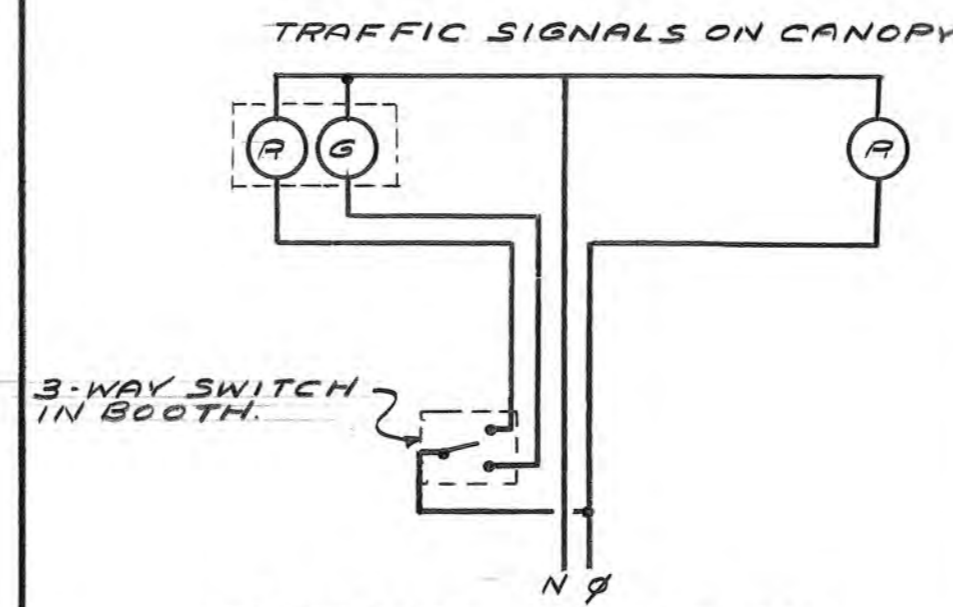 TRAFFIC SIGNALS ON CANOPY
R G R
3-WAY SWITCH
IN BOOTH.
N Ø